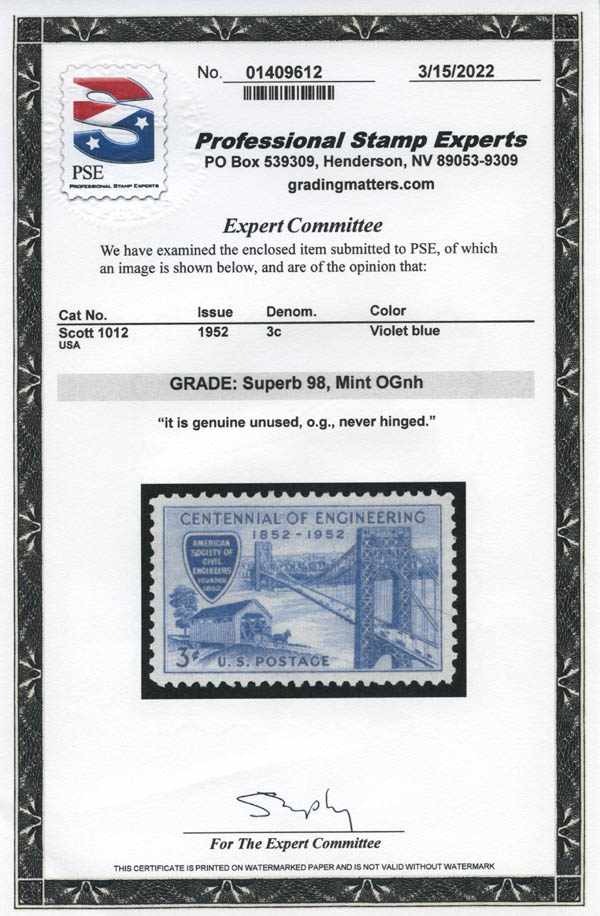 No. 01409612 3/15/2022
PSE
PROFESSIONAL STAMP EXPERTS
Professional Stamp Experts
PO Box 539309, Henderson, NV 89053-9309
gradingmatters.com
Expert Committee
We have examined the enclosed item submitted to PSE, of which
an image is shown below, and are of the opinion that:
Cat No. Issue Denom. Color
Scott 1012 1952 3c Violet blue
USA
GRADE: Superb 98, Mint OGnh
“it is genuine unused, o.g., never hinged.”
CENTENNIAL OF ENGINEERING
1852 - 1952
AMERICAN
SOCIETY OF
CIVIL
ENGINEERS
FOUNDED
1852
3¢ U.S. POSTAGE
For The Expert Committee
THIS CERTIFICATE IS PRINTED ON WATERMARKED PAPER AND IS NOT VALID WITHOUT WATERMARK